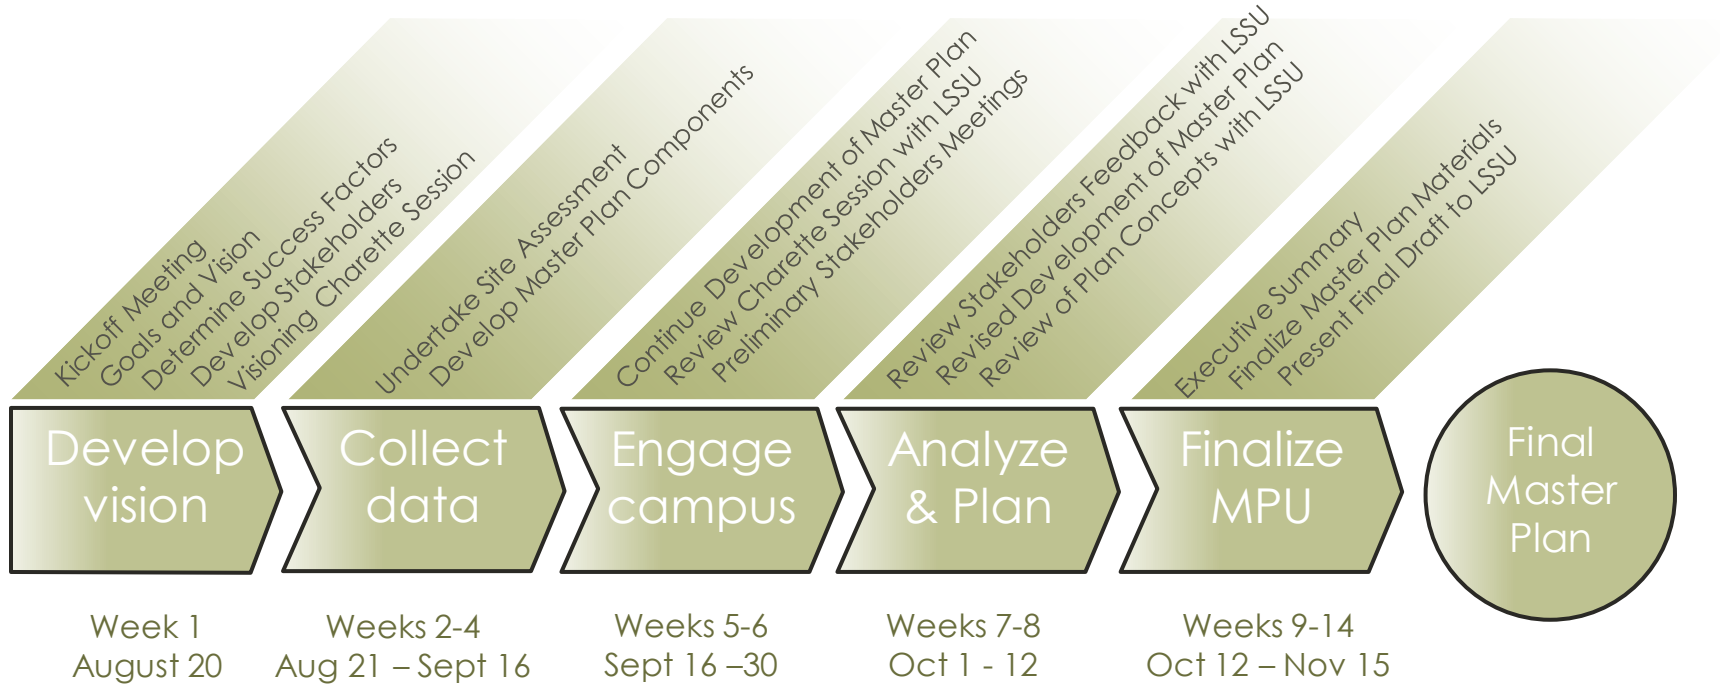 Kickoff Meeting
Goals and Vision
Determine Success Factors
Develop Stakeholders
Visioning Charette Session
Undertake Site Assessment
Develop Master Plan Components
Continue Development of Master Plan
Review Charette Session with LSSU
Preliminary Stakeholders Meetings
Review Stakeholders Feedback with LSSU
Revised Development of Master Plan
Review of Plan Concepts with LSSU
Executive Summary
Finalize Master Plan Materials
Present Final Draft to LSSU
Develop
vision
Collect
data
Engage
campus
Analyze
& Plan
Finalize
MPU
Final
Master
Plan
Week 1
August 20
Weeks 2-4
Aug 21 – Sept 16
Weeks 5-6
Sept 16 –30
Weeks 7-8
Oct 1 - 12
Weeks 9-14
Oct 12 – Nov 15